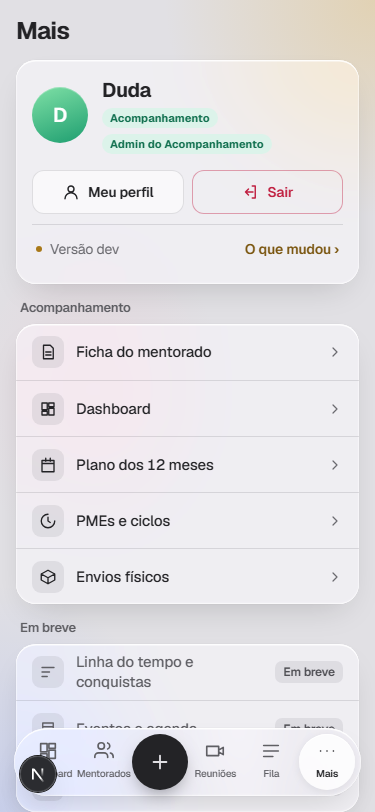 Mais
D
Duda
Acompanhamento
Admin do Acompanhamento
Meu perfil
Sair
Versão dev
O que mudou ›
Acompanhamento
Ficha do mentorado
Dashboard
Plano dos 12 meses
PMEs e ciclos
Envios físicos
Em breve
Linha do tempo e
conquistas
Em breve
Mentorados
Reuniões
Fila
Mais
N